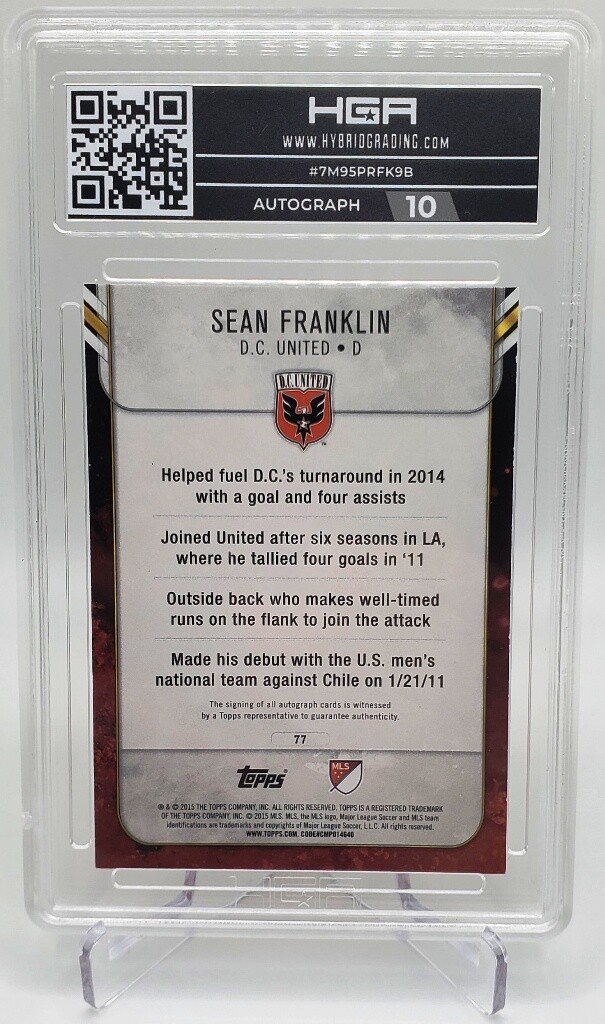 HGA
WWW.HYBRIDGRADING.COM
#7M95PRFK9B
AUTOGRAPH 10
SEAN FRANKLIN
D.C. UNITED • D
D.C.UNITED
Helped fuel D.C.'s turnaround in 2014
with a goal and four assists
Joined United after six seasons in LA,
where he tallied four goals in '11
Outside back who makes well-timed
runs on the flank to join the attack
Made his debut with the U.S. men's
national team against Chile on 1/21/11
The signing of all autograph cards is witnessed
by a Topps representative to guarantee authenticity.
77
Topps®
MLS
® & © 2015 THE TOPPS COMPANY, INC. ALL RIGHTS RESERVED. TOPPS IS A REGISTERED TRADEMARK
OF THE TOPPS COMPANY, INC. © 2015 MLS. MLS, the MLS logo, Major League Soccer and MLS team
identifications are trademarks and copyrights of Major League Soccer, L.L.C. All rights reserved.
WWW.TOPPS.COM. CODE#CMP014640
HGA